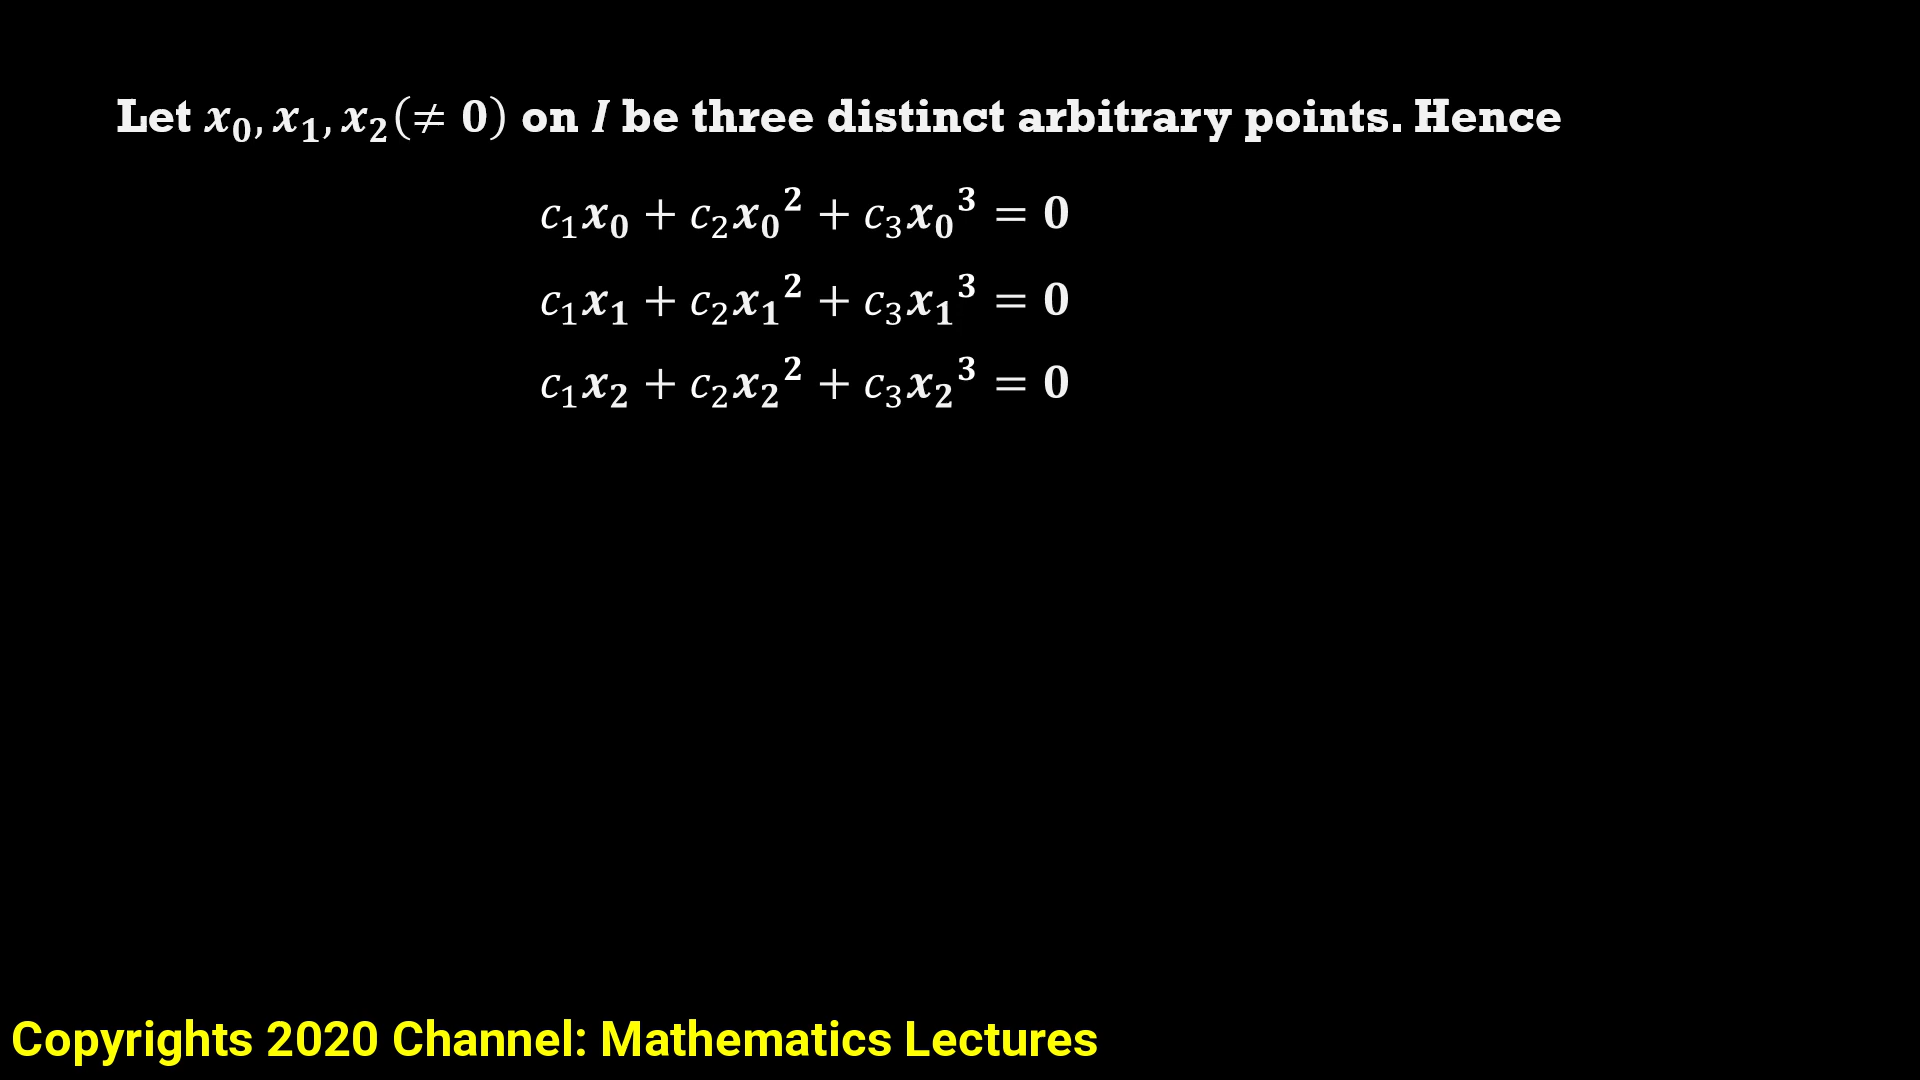 Let x₀, x₁, x₂(≠ 0) on I be three distinct arbitrary points. Hence
c₁x₀ + c₂x₀² + c₃x₀³ = 0
c₁x₁ + c₂x₁² + c₃x₁³ = 0
c₁x₂ + c₂x₂² + c₃x₂³ = 0
Copyrights 2020 Channel: Mathematics Lectures